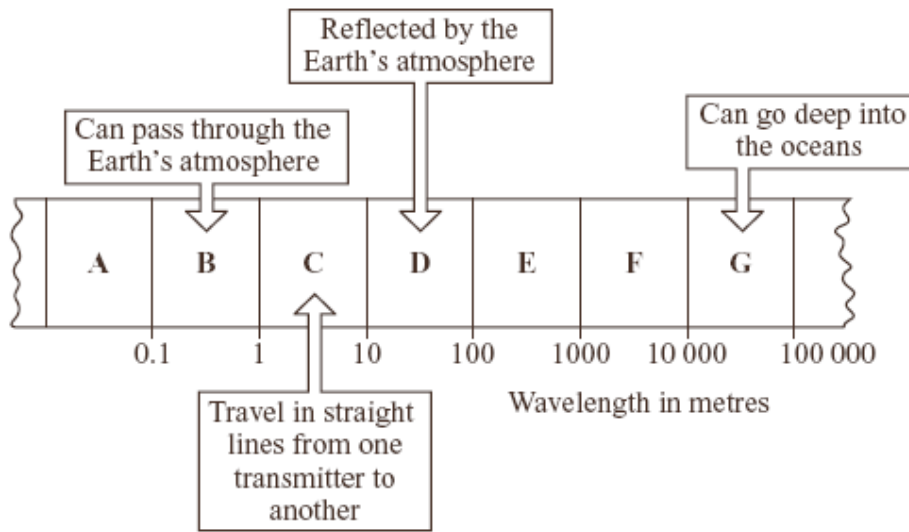 Reflected by the
Earth's atmosphere
Can pass through the
Earth's atmosphere
Can go deep into
the oceans
A B C D E F G
0.1 1 10 100 1000 10 000 100 000
Wavelength in metres
Travel in straight
lines from one
transmitter to
another